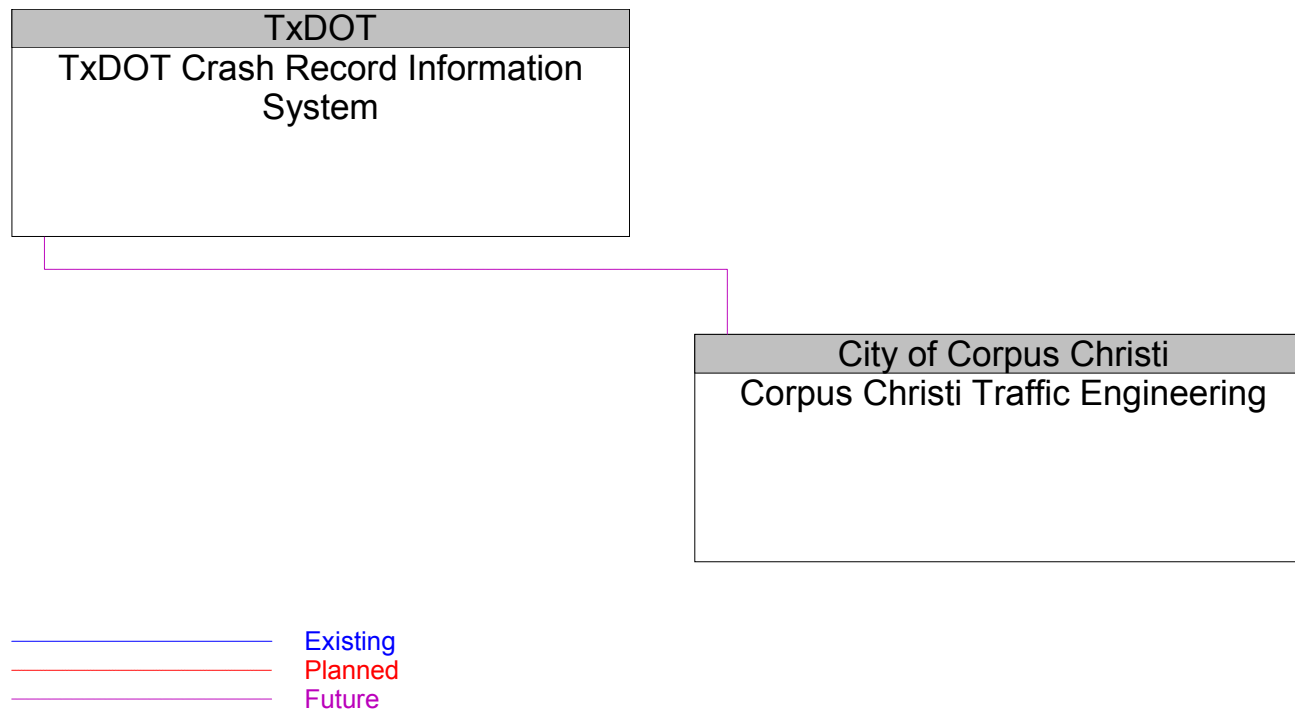 TxDOT
TxDOT Crash Record Information
System
City of Corpus Christi
Corpus Christi Traffic Engineering
Existing
Planned
Future